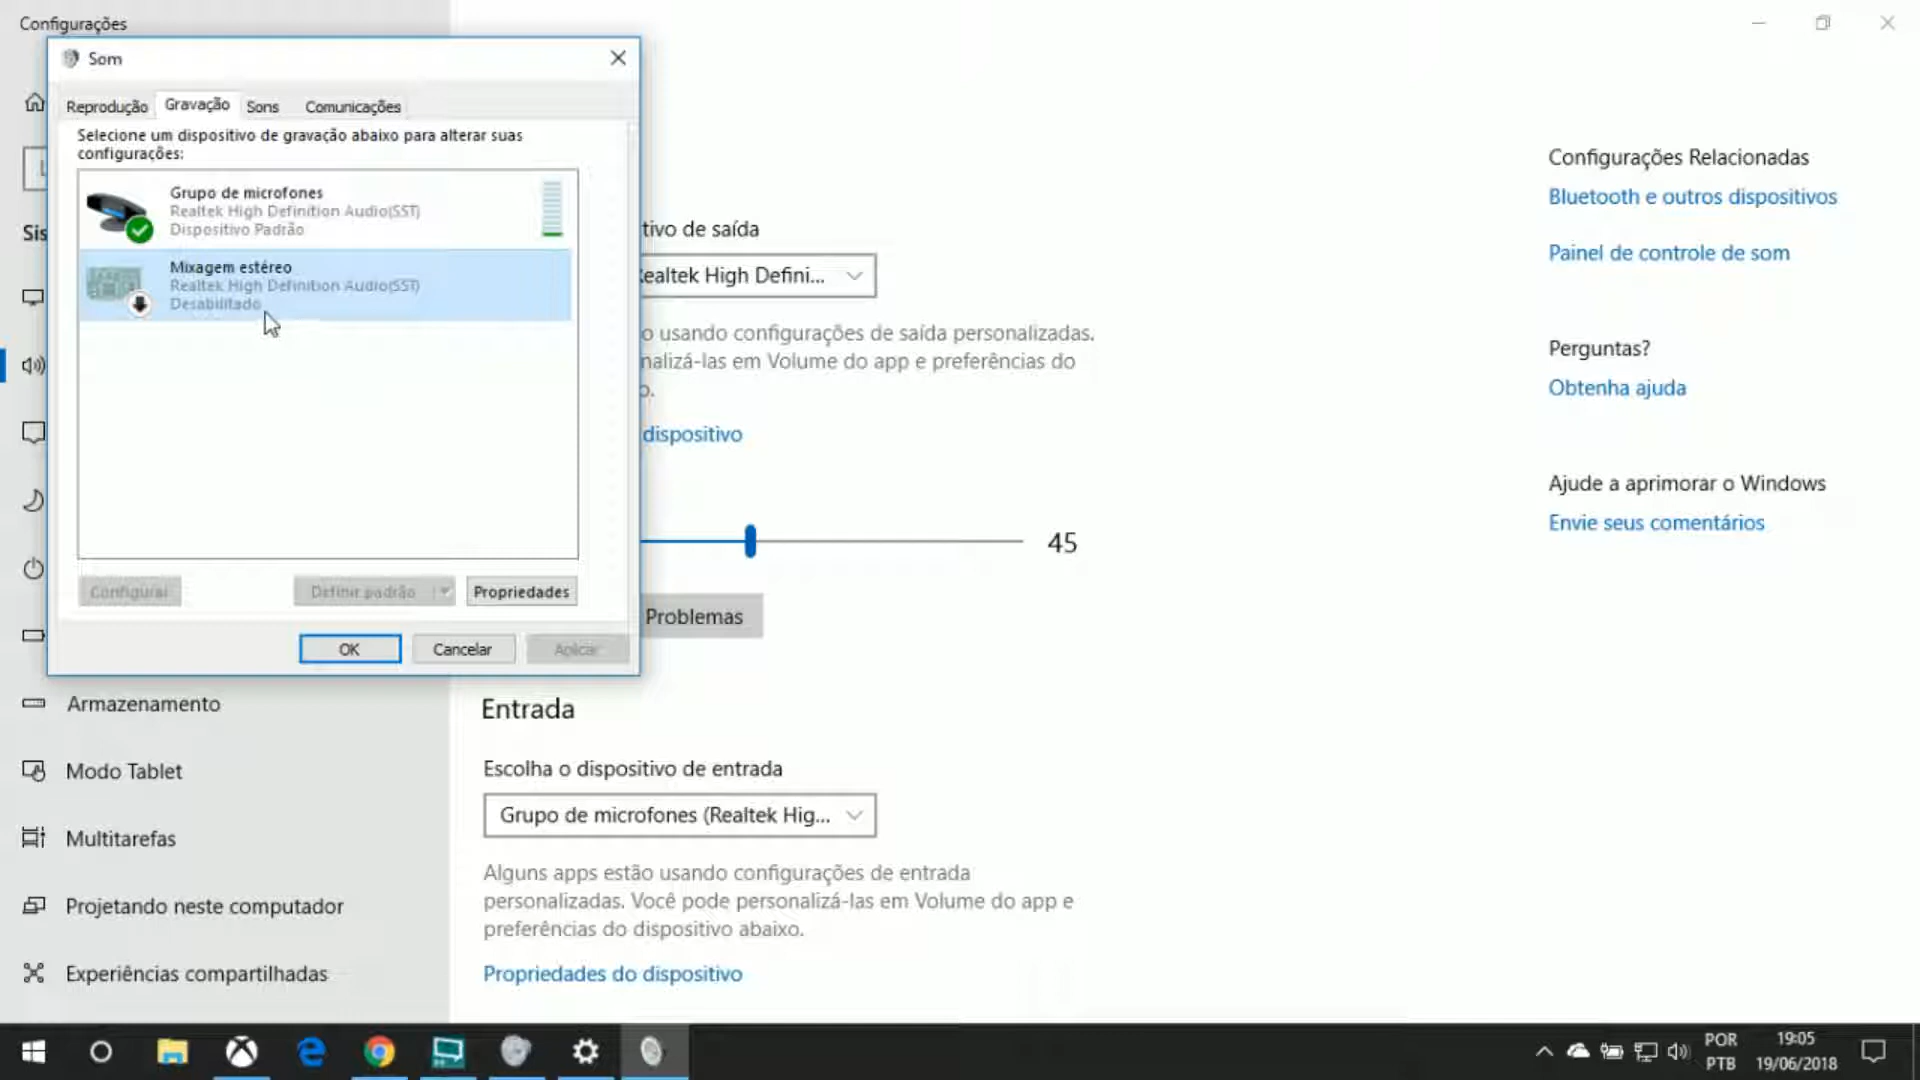 Configurações
Som
Reprodução
Gravação
Sons
Comunicações
Selecione um dispositivo de gravação abaixo para alterar suas
configurações:
Grupo de microfones
Realtek High Definition Audio(SST)
Dispositivo Padrão
Mixagem estéreo
Realtek High Definition Audio(SST)
Desabilitado
Configurar
Definir padrão
Propriedades
OK
Cancelar
Aplicar
Sis
Armazenamento
Modo Tablet
Multitarefas
Projetando neste computador
Experiências compartilhadas
tivo de saída
Realtek High Defini...
o usando configurações de saída personalizadas.
nalizá-las em Volume do app e preferências do
o.
dispositivo
45
Problemas
Entrada
Escolha o dispositivo de entrada
Grupo de microfones (Realtek Hig...
Alguns apps estão usando configurações de entrada
personalizadas. Você pode personalizá-las em Volume do app e
preferências do dispositivo abaixo.
Propriedades do dispositivo
Configurações Relacionadas
Bluetooth e outros dispositivos
Painel de controle de som
Perguntas?
Obtenha ajuda
Ajude a aprimorar o Windows
Envie seus comentários
POR
PTB
19:05
19/06/2018